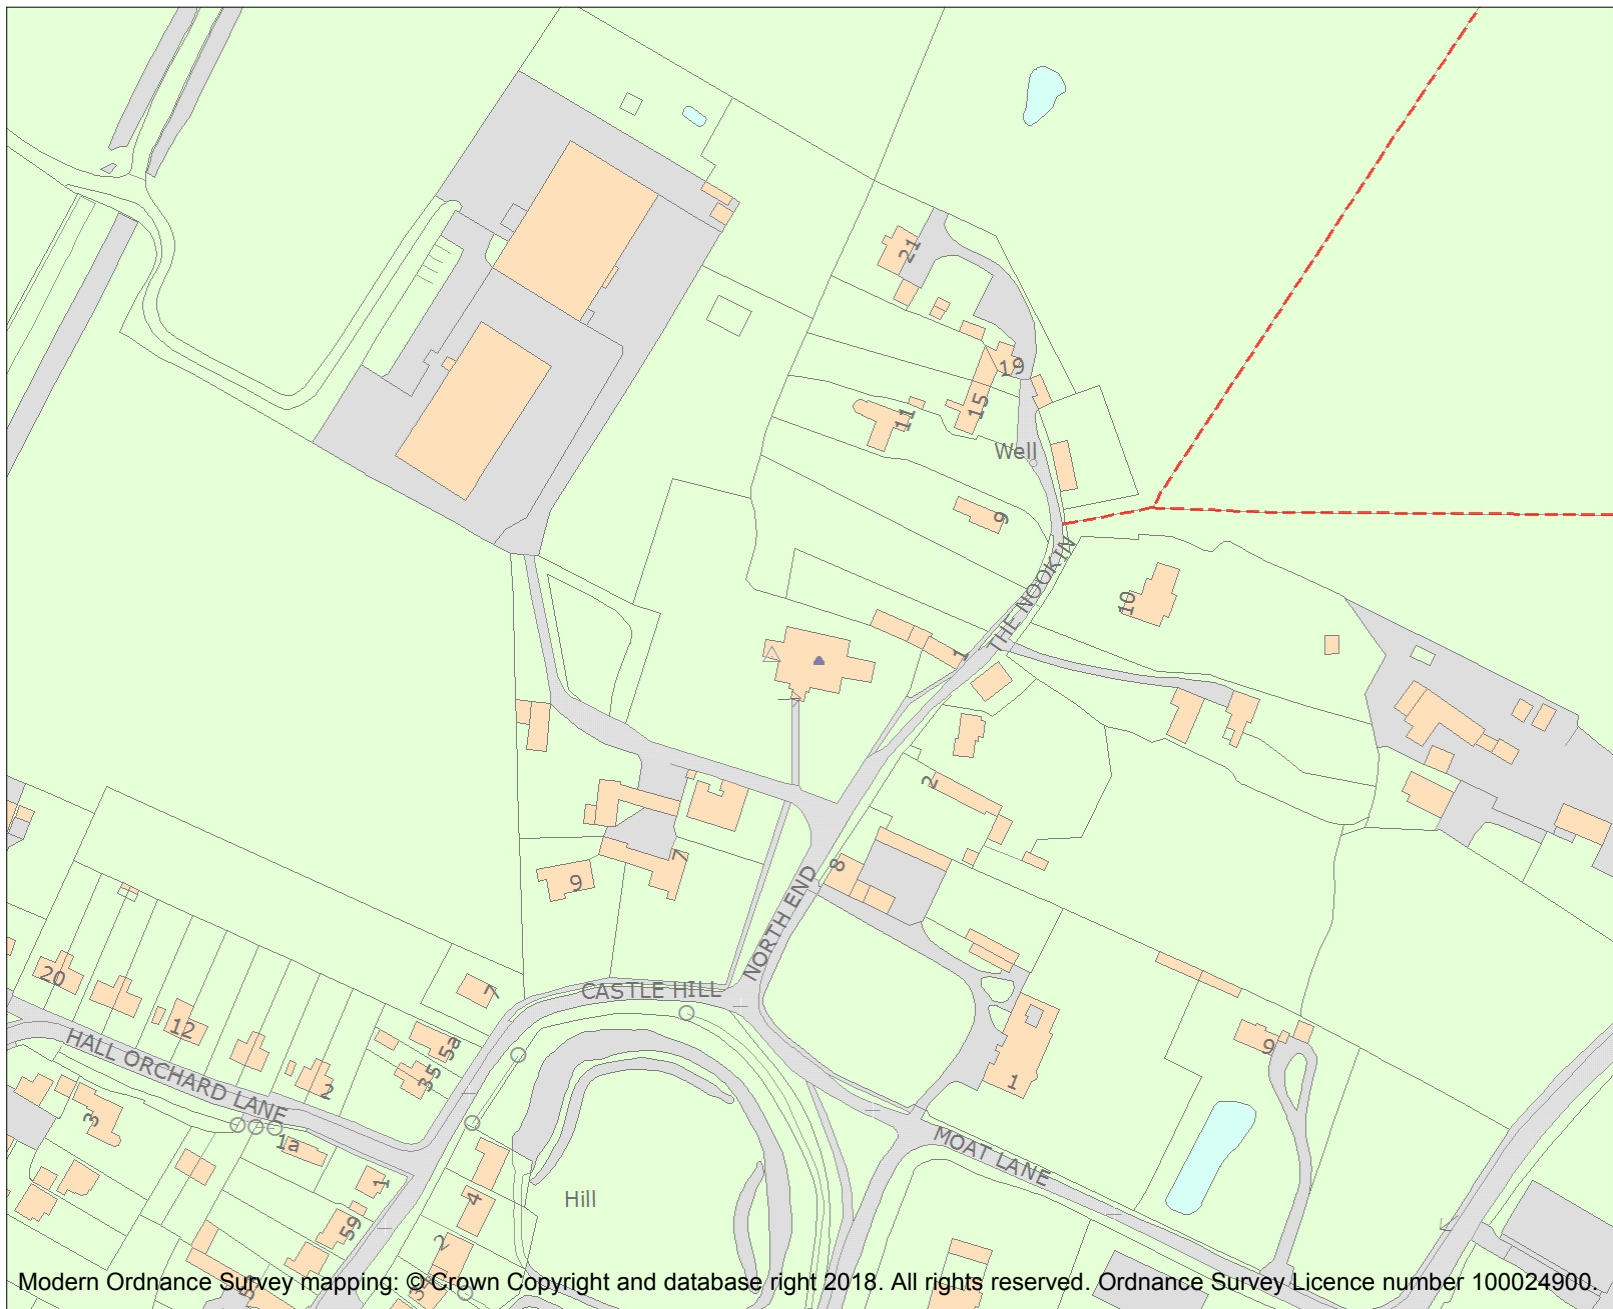 21
19
15
11
Well
9
THE NOOKIN
10
1
2
8
7
9
NORTH END
CASTLE HILL
7
20
12
HALL ORCHARD LANE
2
5a
35
3
1a
1
59
4
2
Hill
1
9
MOAT LANE
Modern Ordnance Survey mapping: © Crown Copyright and database right 2018. All rights reserved. Ordnance Survey Licence number 100024900.